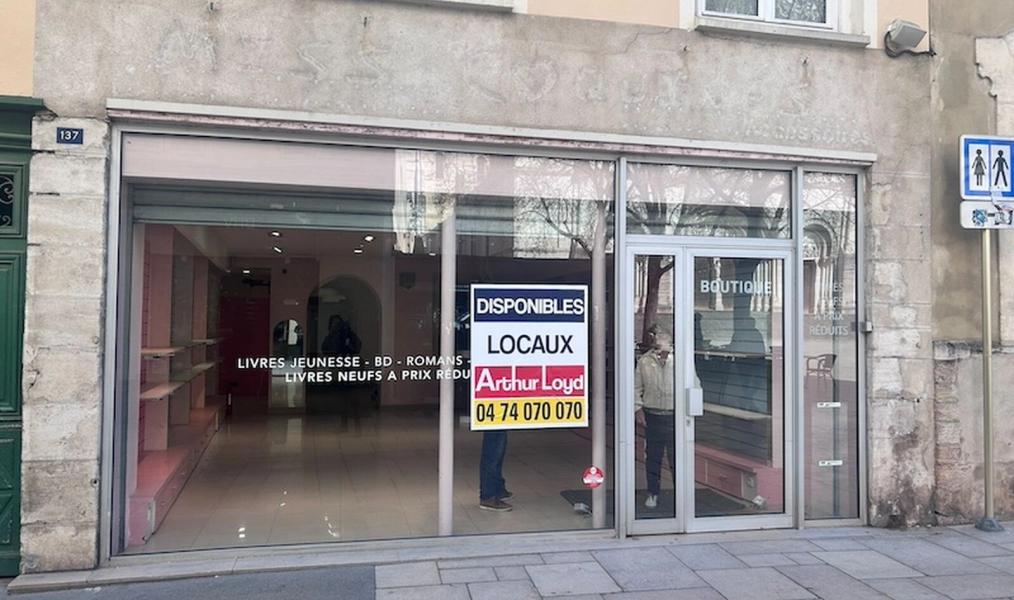 137
DISPONIBLES
LOCAUX
Arthur Loyd
04 74 070 070
LIVRES JEUNESSE - BD - ROMANS -
LIVRES NEUFS A PRIX RÉDU
BOUTIQUE
A PRIX
RÉDUITS